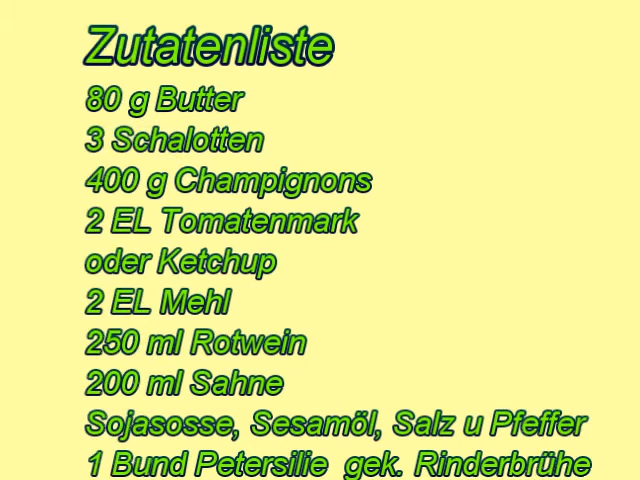 Zutatenliste
80 g Butter
3 Schalotten
400 g Champignons
2 EL Tomatenmark
oder Ketchup
2 EL Mehl
250 ml Rotwein
200 ml Sahne
Sojasosse, Sesamöl, Salz u Pfeffer
1 Bund Petersilie  gek. Rinderbrühe